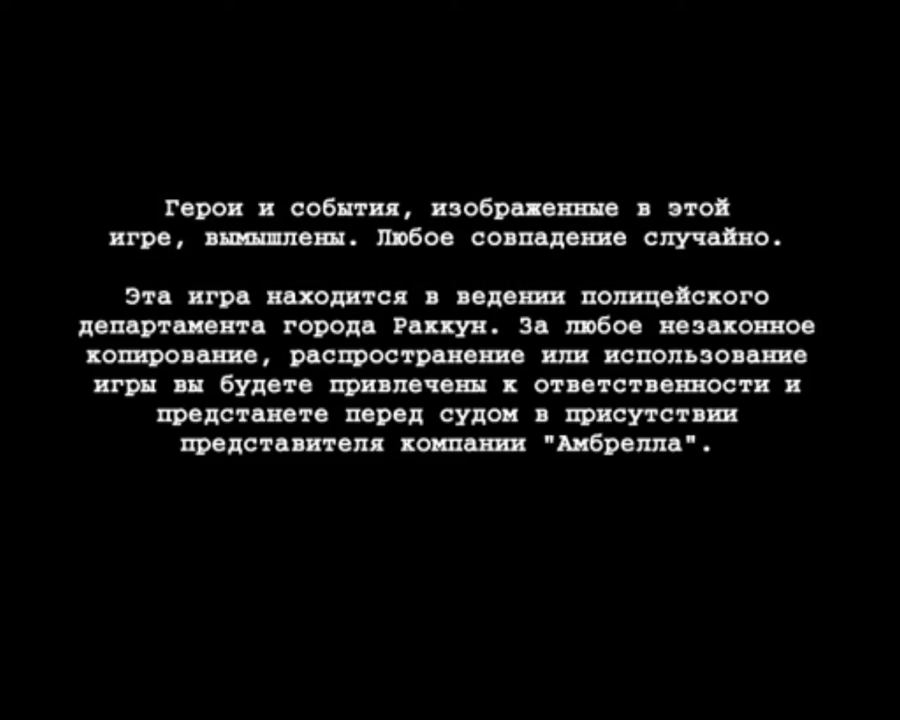 Герои и события, изображенные в этой
игре, вымышлены. Любое совпадение случайно.
Эта игра находится в ведении полицейского
департамента города Раккун. За любое незаконное
копирование, распространение или использование
игры вы будете привлечены к ответственности и
предстанете перед судом в присутствии
представителя компании "Амбрелла".